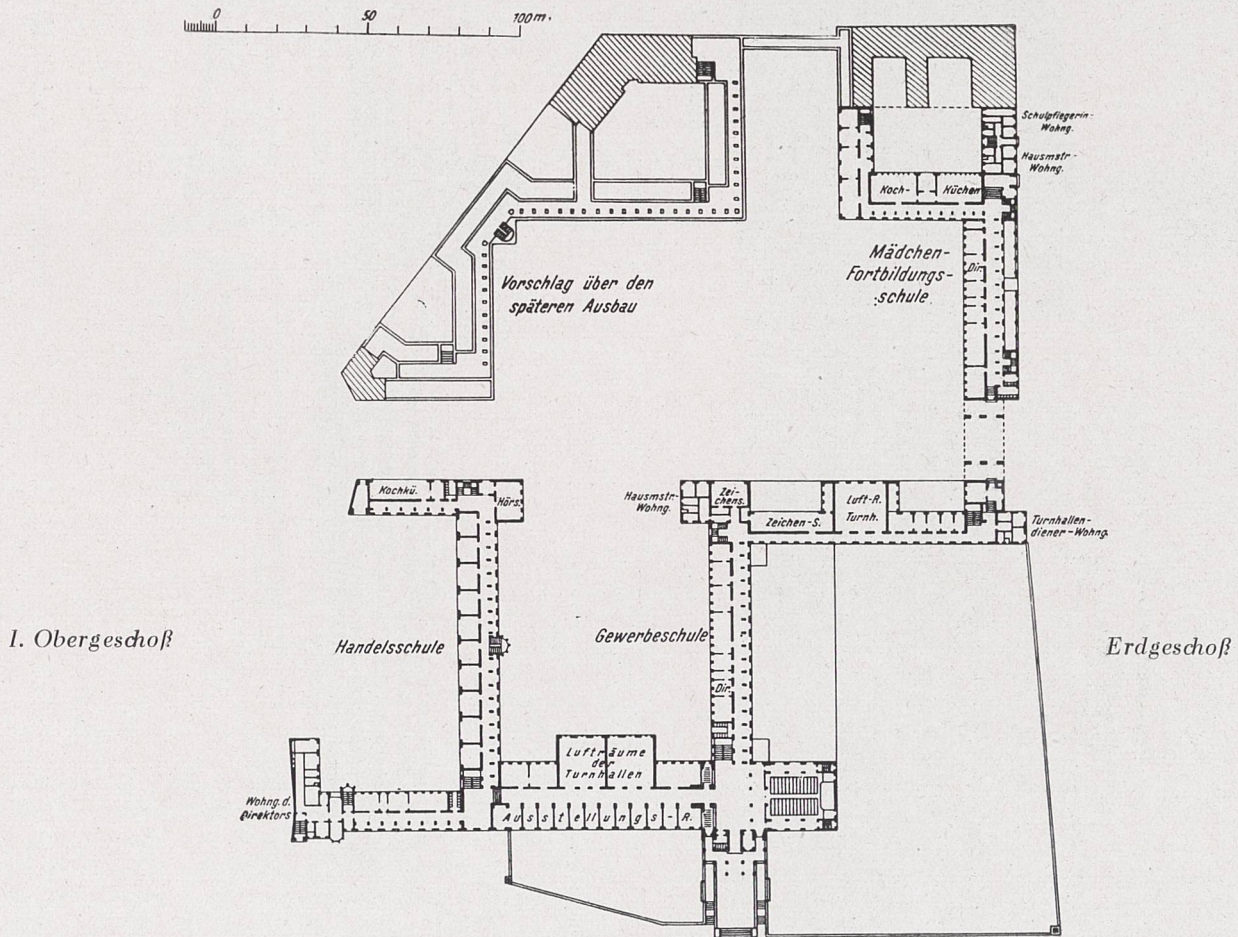 0 50 100 m.
Schulpflegerin-
Wohng.
Hausmstr-
Wohng.
Koch- Küchen
Mädchen-
Fortbildungs-
schule.
Dir.
Vorschlag über den
späteren Ausbau
Kochkü.
Hörs.
Hausmstr-
Wohng.
Zei-
chens.
Zeichen-S.
Luft-R.
Turnh.
Turnhallen-
diener-Wohng.
I. Obergeschoß
Handelsschule
Gewerbeschule
Dir.
Erdgeschoß
Lufträume
der
Turnhallen
Wohng. d.
Direktors
Ausstellungs-R.